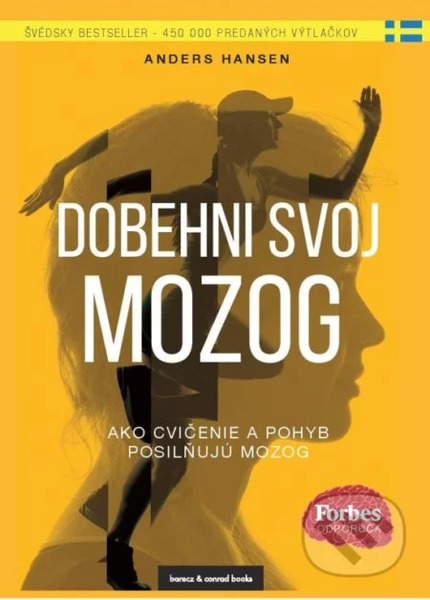 ŠVÉDSKY BESTSELLER - 450 000 PREDANÝCH VÝTLAČKOV
ANDERS HANSEN
DOBEHNI SVOJ
MOZOG
AKO CVIČENIE A POHYB
POSILŇUJÚ MOZOG
Forbes
ODPORÚČA
barecz & conrad books